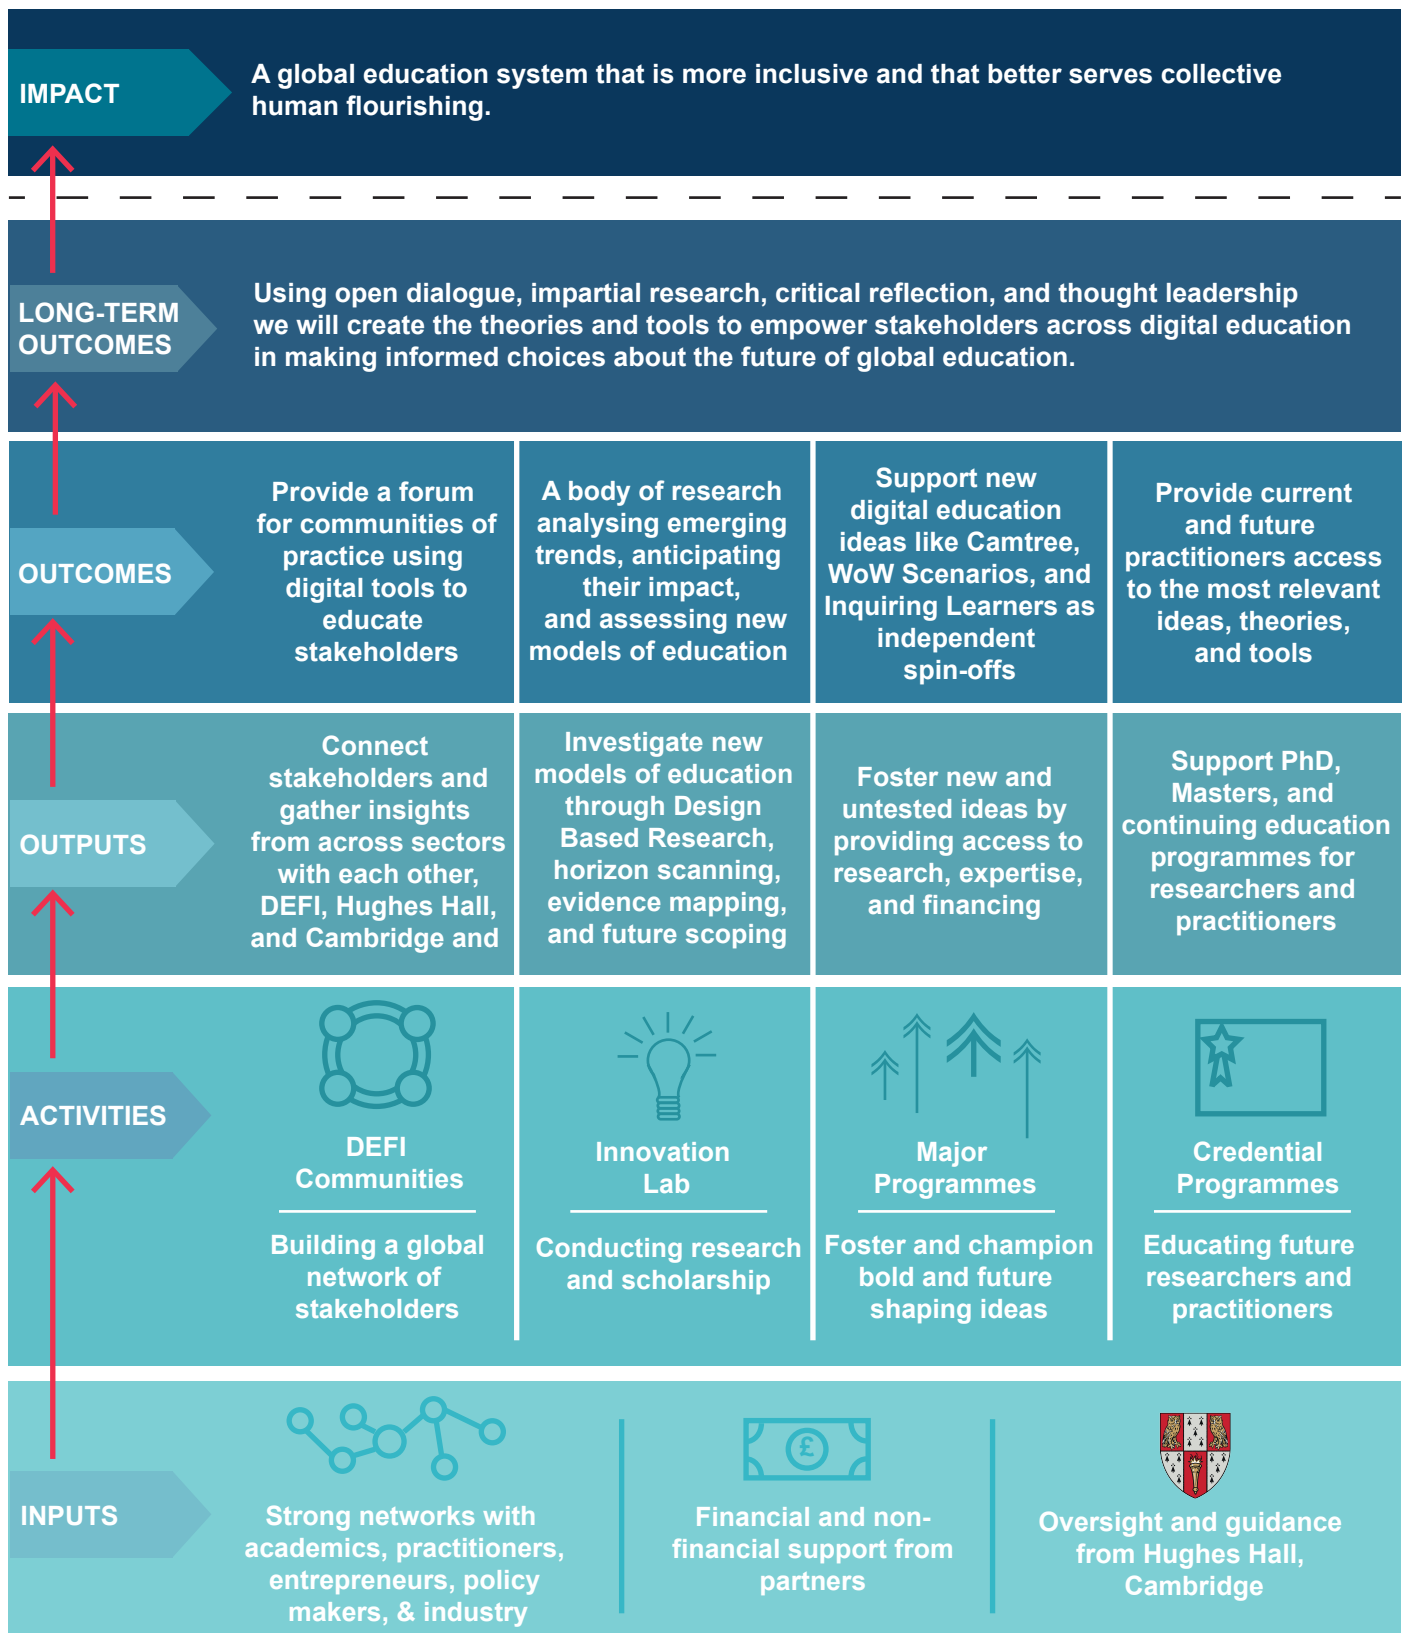 IMPACT
A global education system that is more inclusive and that better serves collective
human flourishing.
LONG-TERM
OUTCOMES
Using open dialogue, impartial research, critical reflection, and thought leadership
we will create the theories and tools to empower stakeholders across digital education
in making informed choices about the future of global education.
OUTCOMES
Provide a forum
for communities of
practice using
digital tools to
educate
stakeholders
A body of research
analysing emerging
trends, anticipating
their impact,
and assessing new
models of education
Support new
digital education
ideas like Camtree,
WoW Scenarios, and
Inquiring Learners as
independent
spin-offs
Provide current
and future
practitioners access
to the most relevant
ideas, theories,
and tools
OUTPUTS
Connect
stakeholders and
gather insights
from across sectors
with each other,
DEFI, Hughes Hall,
and Cambridge and
Investigate new
models of education
through Design
Based Research,
horizon scanning,
evidence mapping,
and future scoping
Foster new and
untested ideas by
providing access to
research, expertise,
and financing
Support PhD,
Masters, and
continuing education
programmes for
researchers and
practitioners
ACTIVITIES
DEFI
Communities
Building a global
network of
stakeholders
Innovation
Lab
Conducting research
and scholarship
Major
Programmes
Foster and champion
bold and future
shaping ideas
Credential
Programmes
Educating future
researchers and
practitioners
INPUTS
Strong networks with
academics, practitioners,
entrepreneurs, policy
makers, & industry
£
Financial and non-
financial support from
partners
Oversight and guidance
from Hughes Hall,
Cambridge